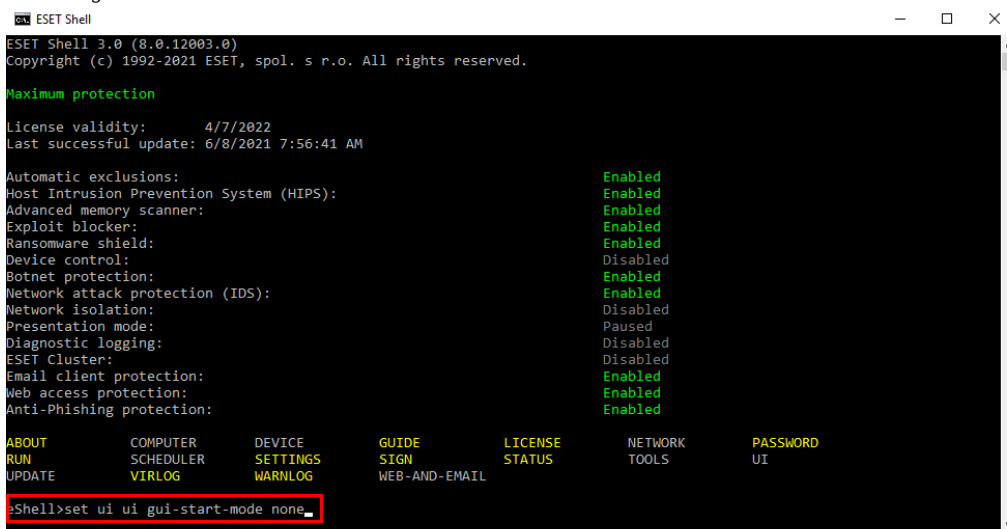 ESET Shell
ESET Shell 3.0 (8.0.12003.0)
Copyright (c) 1992-2021 ESET, spol. s r.o. All rights reserved.
Maximum protection
License validity: 4/7/2022
Last successful update: 6/8/2021 7:56:41 AM
Automatic exclusions: Enabled
Host Intrusion Prevention System (HIPS): Enabled
Advanced memory scanner: Enabled
Exploit blocker: Enabled
Ransomware shield: Enabled
Device control: Disabled
Botnet protection: Enabled
Network attack protection (IDS): Enabled
Network isolation: Disabled
Presentation mode: Paused
Diagnostic logging: Disabled
ESET Cluster: Disabled
Email client protection: Enabled
Web access protection: Enabled
Anti-Phishing protection: Enabled
ABOUT COMPUTER DEVICE GUIDE LICENSE NETWORK PASSWORD
RUN SCHEDULER SETTINGS SIGN STATUS TOOLS UI
UPDATE VIRLOG WARNLOG WEB-AND-EMAIL
eShell>set ui ui gui-start-mode none_